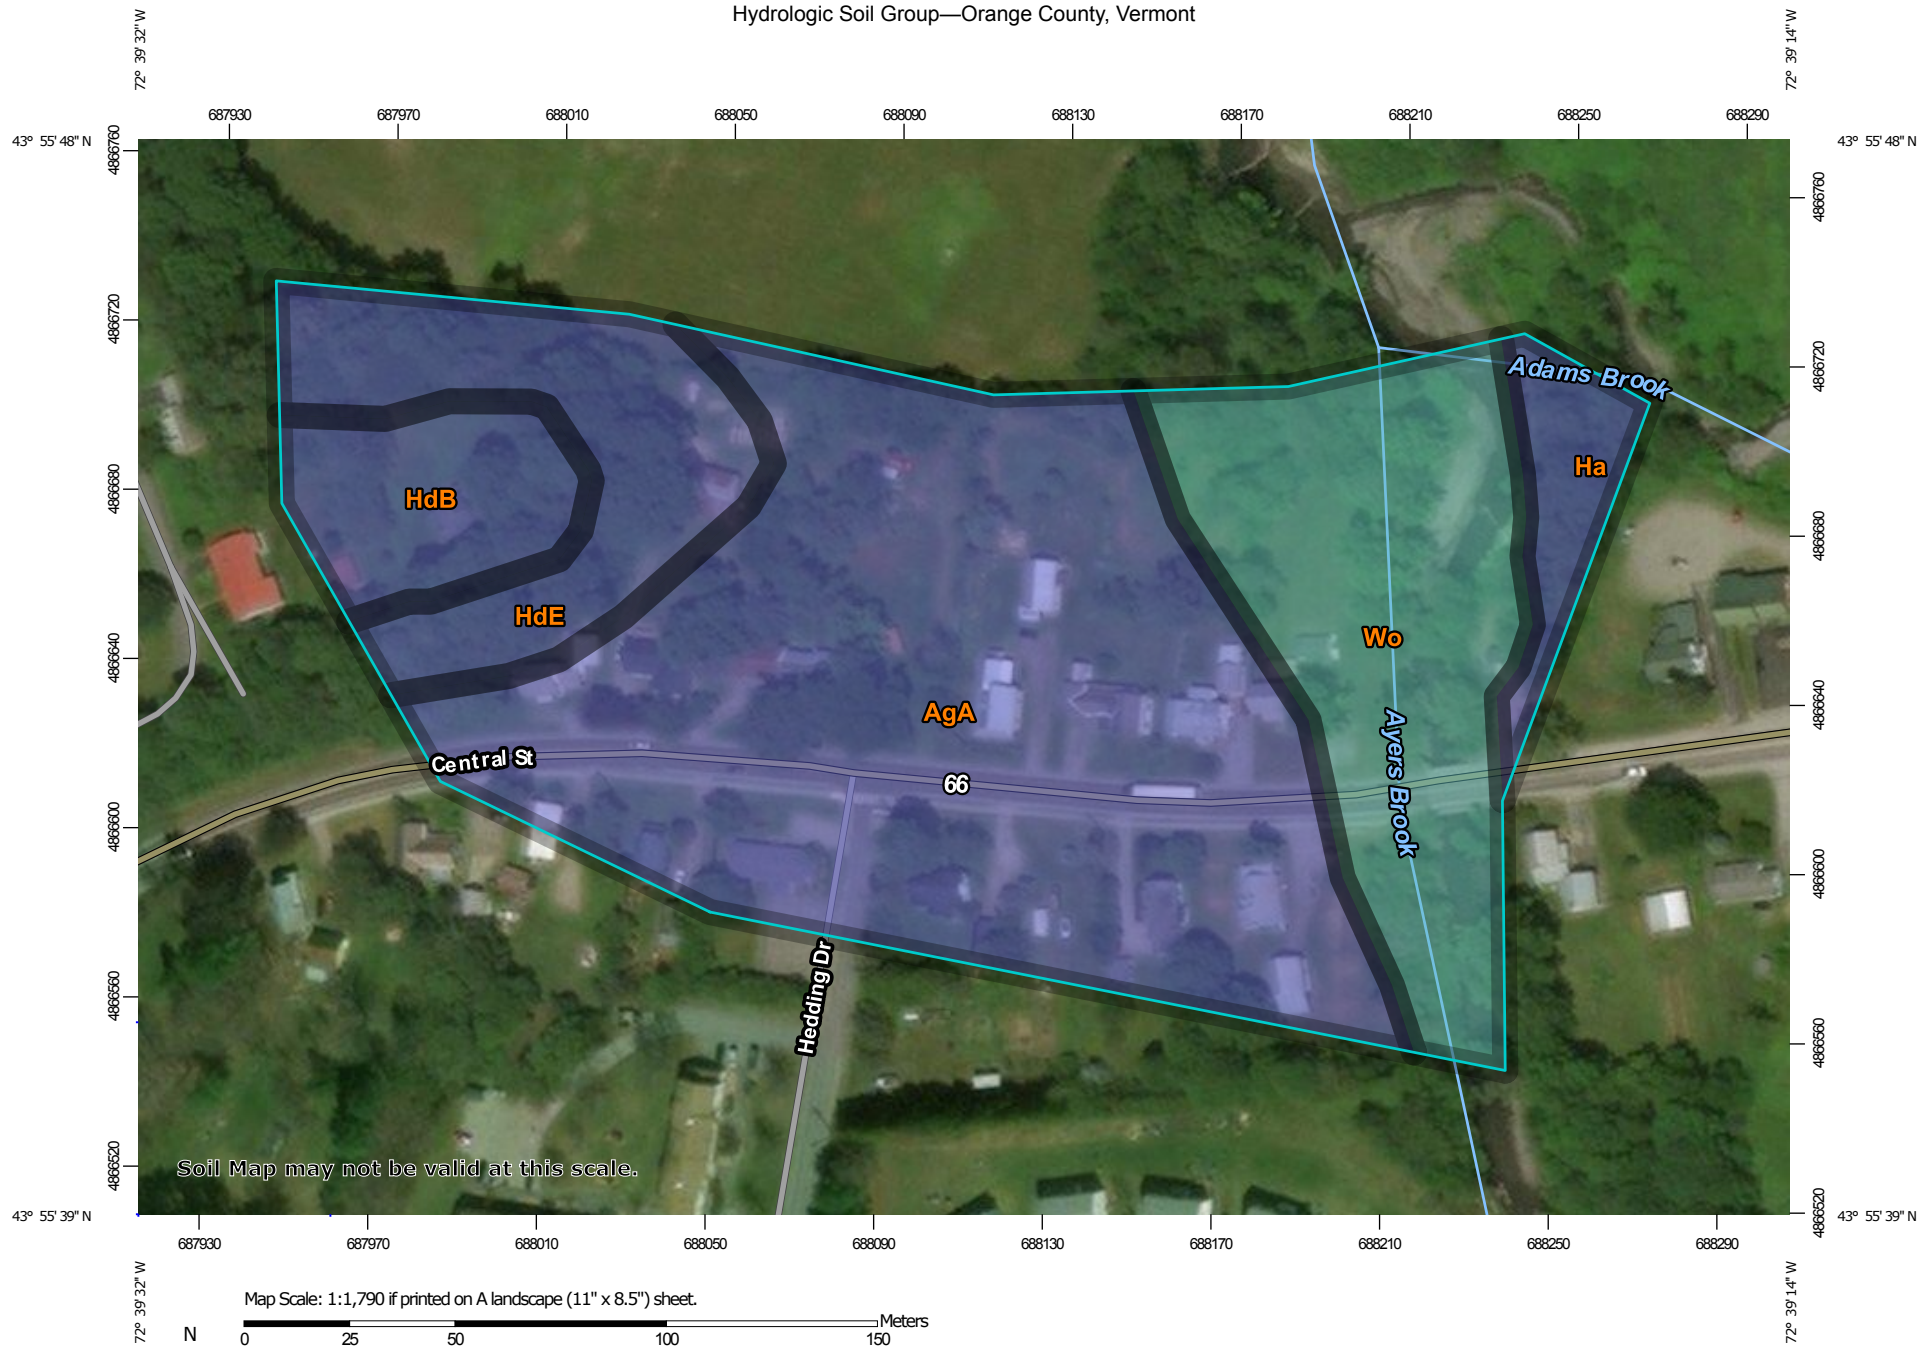 Hydrologic Soil Group—Orange County, Vermont
72° 39' 32'' W
72° 39' 14'' W
687930 687970 688010 688050 688090 688130 688170 688210 688250 688290
43° 55' 48'' N
43° 55' 48'' N
4866760
4866720
4866680
4866640
4866600
4866560
4866520
4866760
4866720
4866680
4866640
4866600
4866560
4866520
Adams Brook
Ha
HdB
HdE
Wo
AgA
Ayers Brook
Central St
66
Hedding Dr
Soil Map may not be valid at this scale.
43° 55' 39'' N
43° 55' 39'' N
687930 687970 688010 688050 688090 688130 688170 688210 688250 688290
72° 39' 32'' W
72° 39' 14'' W
Map Scale: 1:1,790 if printed on A landscape (11" x 8.5") sheet.
Meters
N
0 25 50 100 150